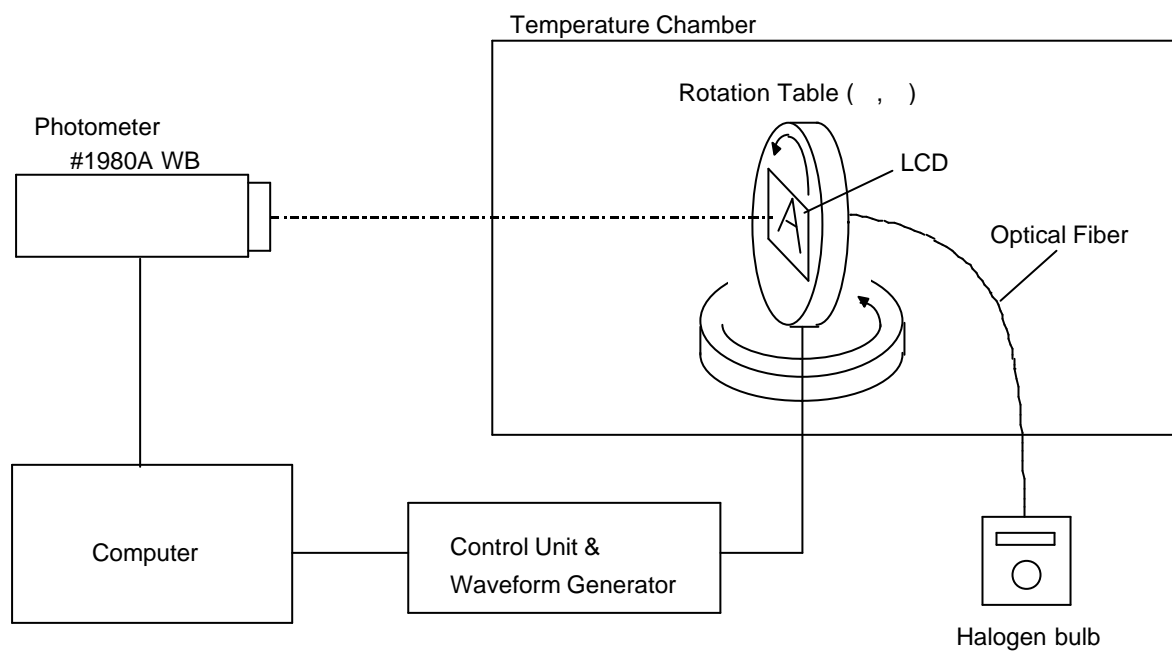 Temperature Chamber
Rotation Table ( , )
Photometer
#1980A WB
LCD
A
Optical Fiber
Computer
Control Unit &
Waveform Generator
Halogen bulb